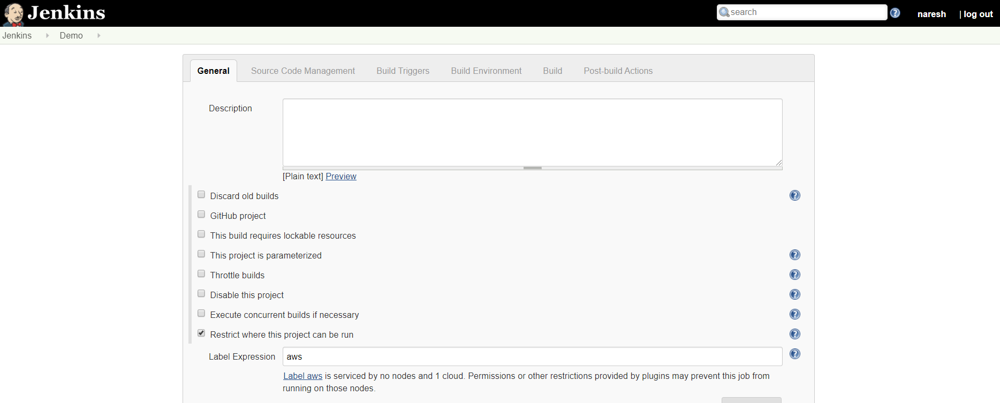 Jenkins
search
naresh
| log out
Jenkins
Demo
General
Source Code Management
Build Triggers
Build Environment
Build
Post-build Actions
Description
[Plain text] Preview
Discard old builds
GitHub project
This build requires lockable resources
This project is parameterized
Throttle builds
Disable this project
Execute concurrent builds if necessary
Restrict where this project can be run
Label Expression
aws
Label aws is serviced by no nodes and 1 cloud. Permissions or other restrictions provided by plugins may prevent this job from
running on those nodes.